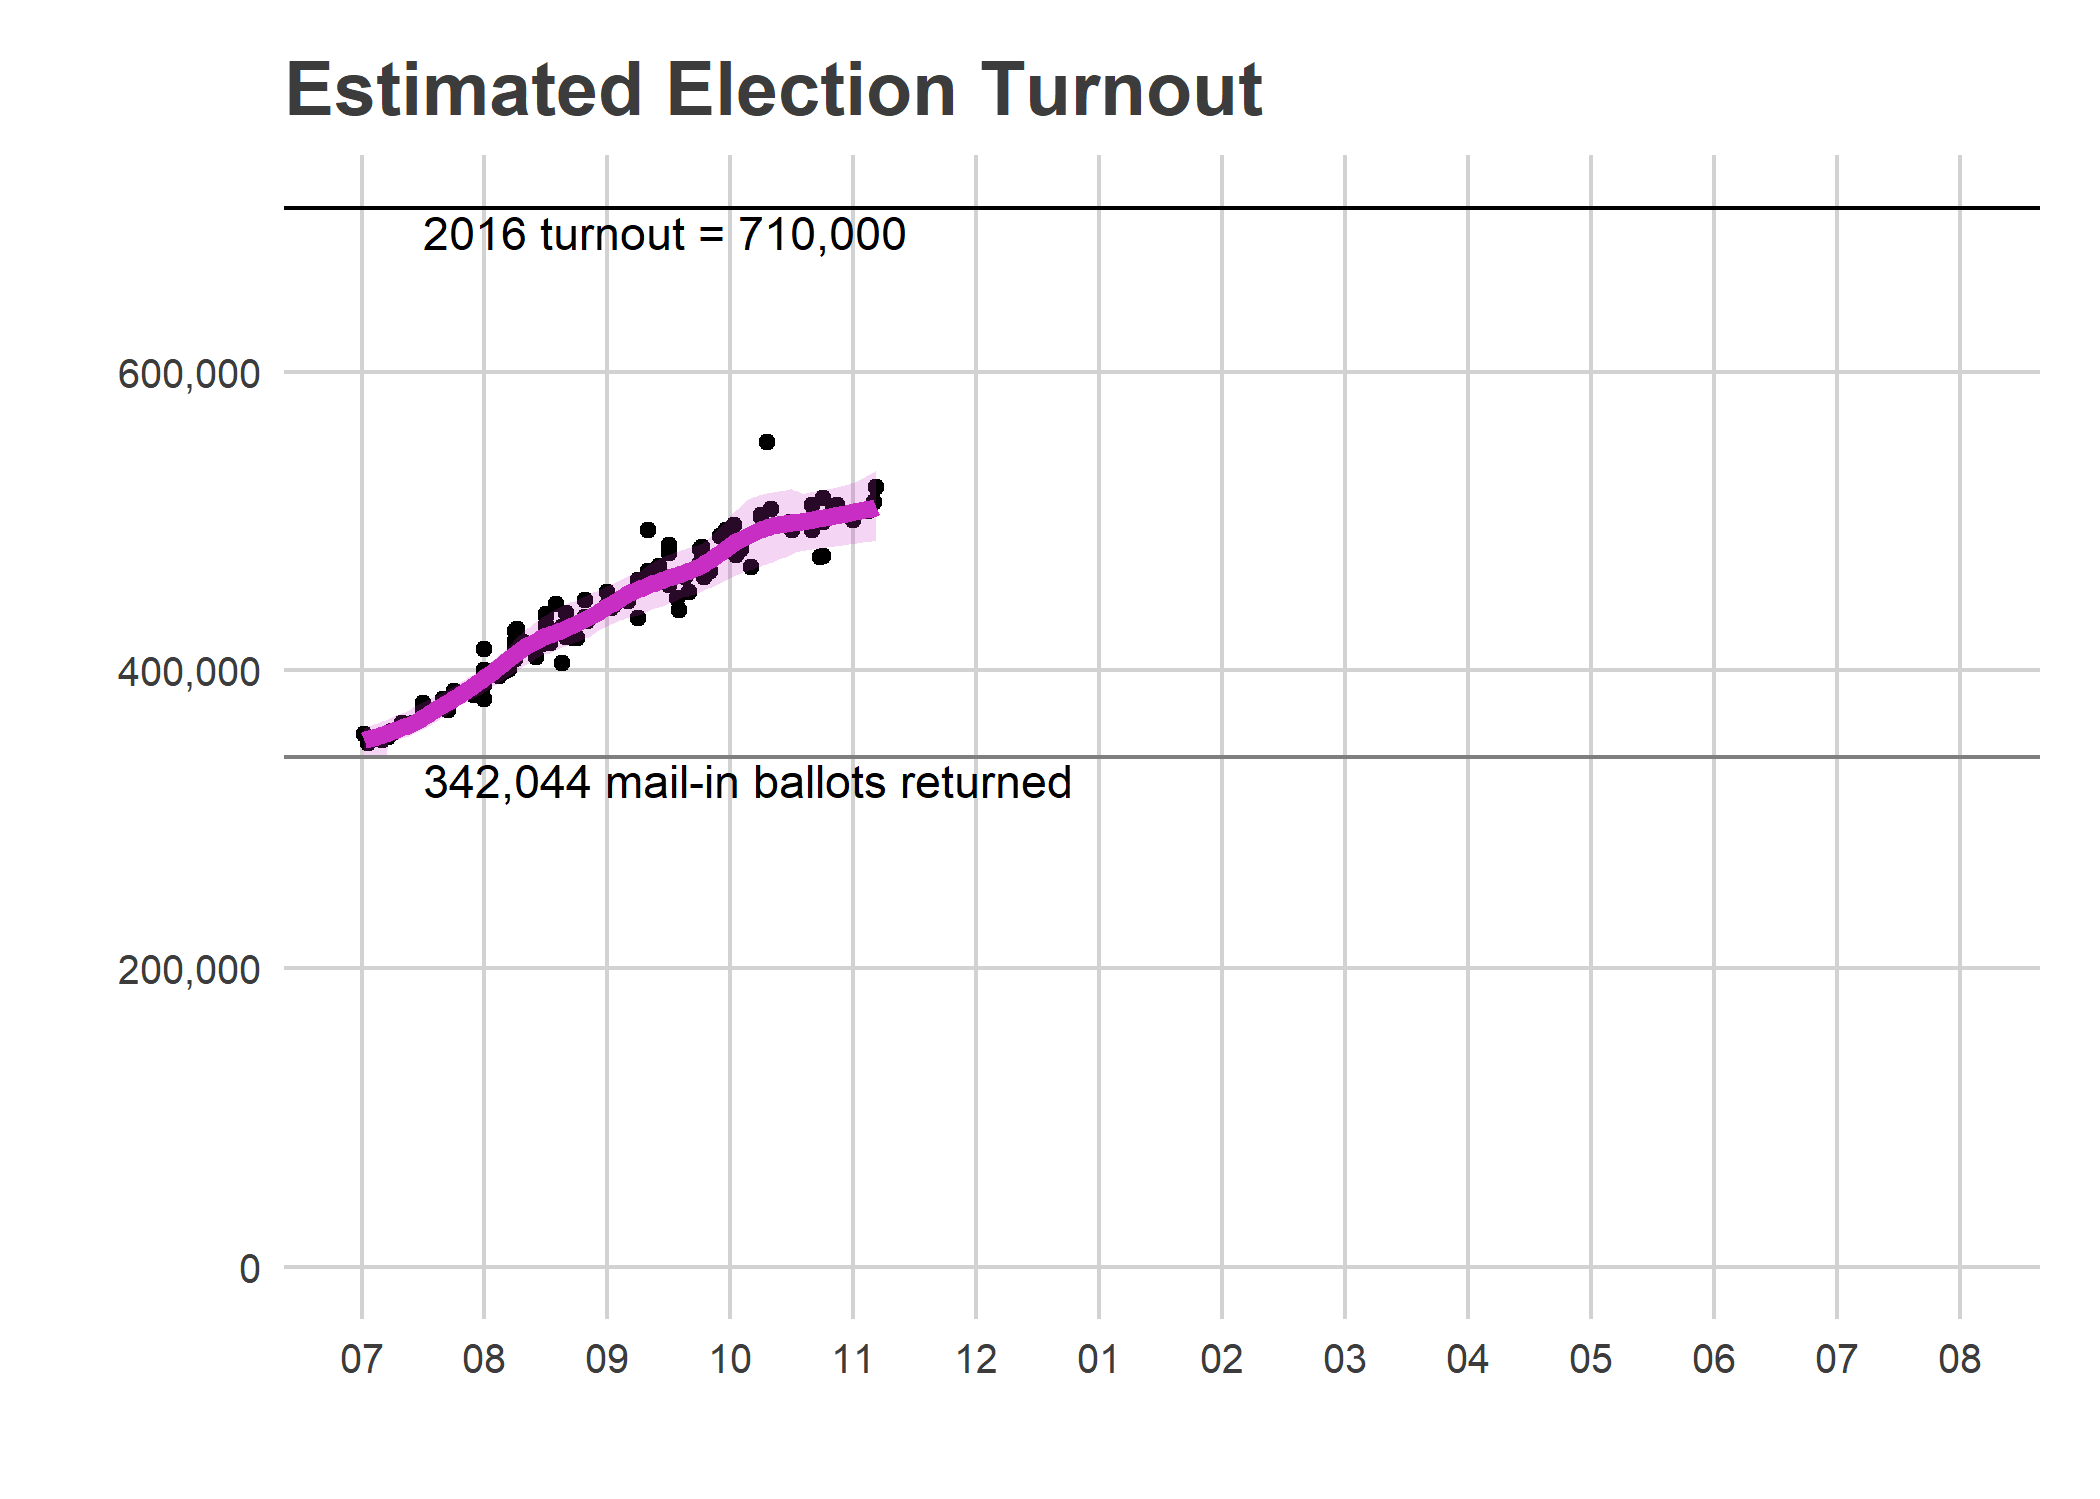 Estimated Election Turnout
2016 turnout = 710,000
600,000
400,000
342,044 mail-in ballots returned
200,000
0
07 08 09 10 11 12 01 02 03 04 05 06 07 08